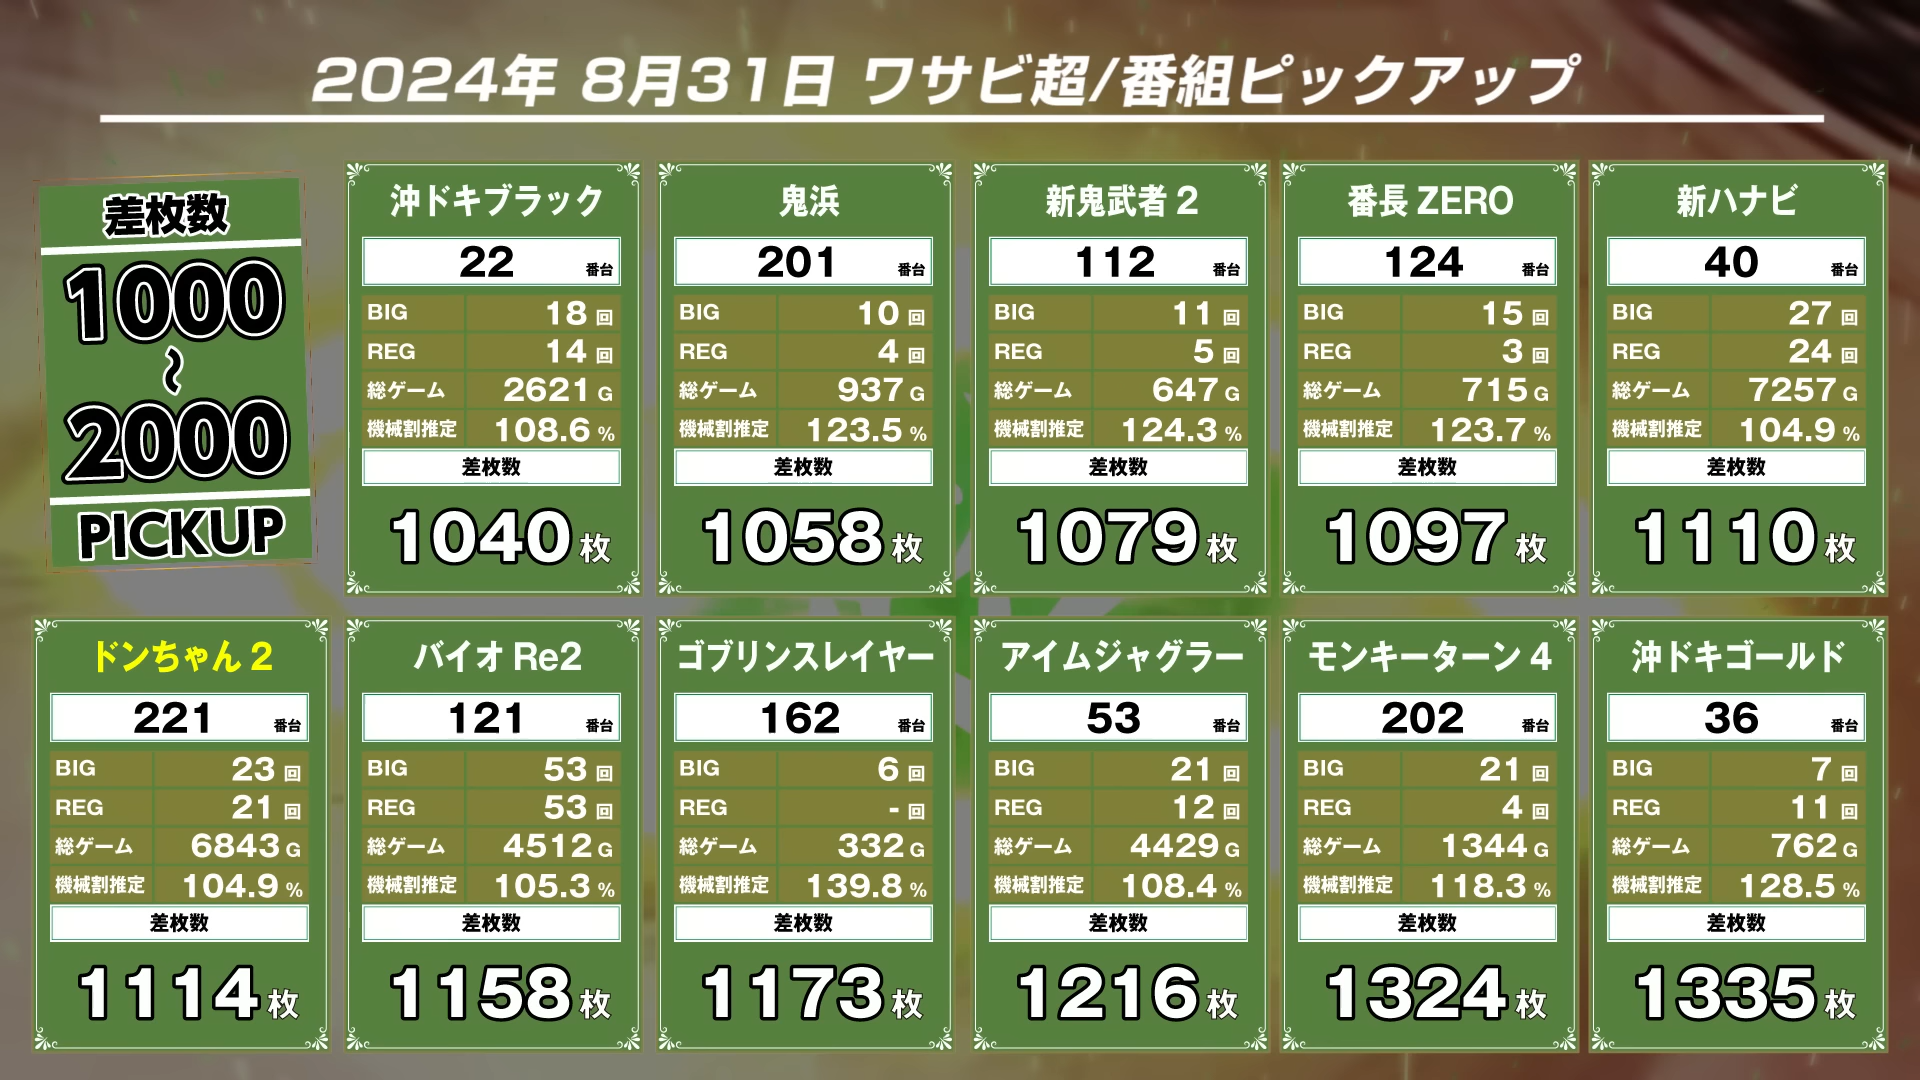 2024年 8月31日 ワサビ超/番組ピックアップ
差枚数
1000
~
2000
PICKUP
沖ドキブラック
22 番台
BIG 18 回
REG 14 回
総ゲーム 2621 G
機械割推定 108.6 %
差枚数
1040 枚
鬼浜
201 番台
BIG 10 回
REG 4 回
総ゲーム 937 G
機械割推定 123.5 %
差枚数
1058 枚
新鬼武者 2
112 番台
BIG 11 回
REG 5 回
総ゲーム 647 G
機械割推定 124.3 %
差枚数
1079 枚
番長 ZERO
124 番台
BIG 15 回
REG 3 回
総ゲーム 715 G
機械割推定 123.7 %
差枚数
1097 枚
新ハナビ
40 番台
BIG 27 回
REG 24 回
総ゲーム 7257 G
機械割推定 104.9 %
差枚数
1110 枚
ドンちゃん 2
221 番台
BIG 23 回
REG 21 回
総ゲーム 6843 G
機械割推定 104.9 %
差枚数
1114 枚
バイオ Re2
121 番台
BIG 53 回
REG 53 回
総ゲーム 4512 G
機械割推定 105.3 %
差枚数
1158 枚
ゴブリンスレイヤー
162 番台
BIG 6 回
REG - 回
総ゲーム 332 G
機械割推定 139.8 %
差枚数
1173 枚
アイムジャグラー
53 番台
BIG 21 回
REG 12 回
総ゲーム 4429 G
機械割推定 108.4 %
差枚数
1216 枚
モンキーターン 4
202 番台
BIG 21 回
REG 4 回
総ゲーム 1344 G
機械割推定 118.3 %
差枚数
1324 枚
沖ドキゴールド
36 番台
BIG 7 回
REG 11 回
総ゲーム 762 G
機械割推定 128.5 %
差枚数
1335 枚